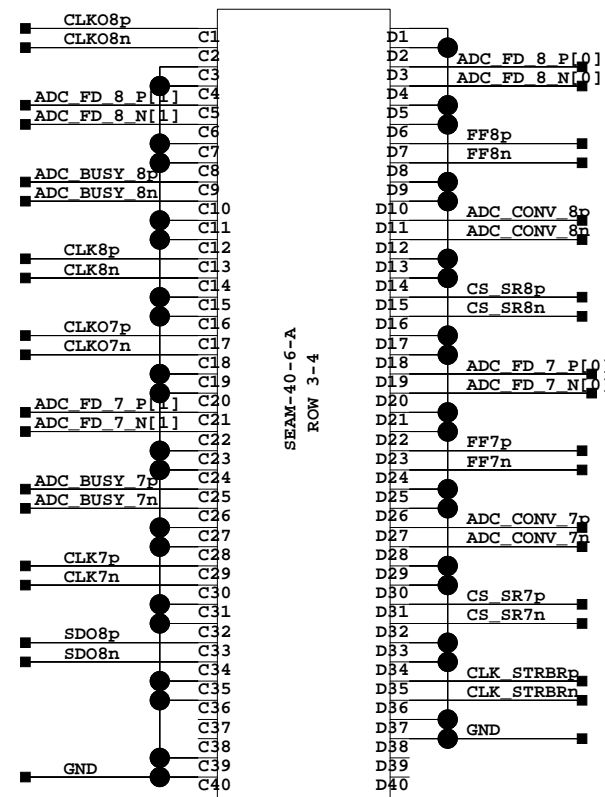 CLKO8p
CLKO8n
ADC_FD_8_P[1]
ADC_FD_8_N[1]
ADC_BUSY_8p
ADC_BUSY_8n
CLK8p
CLK8n
CLKO7p
CLKO7n
ADC_FD_7_P[1]
ADC_FD_7_N[1]
ADC_BUSY_7p
ADC_BUSY_7n
CLK7p
CLK7n
SDO8p
SDO8n
GND
C1
C2
C3
C4
C5
C6
C7
C8
C9
C10
C11
C12
C13
C14
C15
C16
C17
C18
C19
C20
C21
C22
C23
C24
C25
C26
C27
C28
C29
C30
C31
C32
C33
C34
C35
C36
C37
C38
C39
C40
SEAM-40-6-A
ROW 3-4
D1
D2
D3
D4
D5
D6
D7
D8
D9
D10
D11
D12
D13
D14
D15
D16
D17
D18
D19
D20
D21
D22
D23
D24
D25
D26
D27
D28
D29
D30
D31
D32
D33
D34
D35
D36
D37
D38
D39
D40
ADC_FD_8_P[0]
ADC_FD_8_N[0]
FF8p
FF8n
ADC_CONV_8p
ADC_CONV_8n
CS_SR8p
CS_SR8n
ADC_FD_7_P[0]
ADC_FD_7_N[0]
FF7p
FF7n
ADC_CONV_7p
ADC_CONV_7n
CS_SR7p
CS_SR7n
CLK_STRBRp
CLK_STRBRn
GND